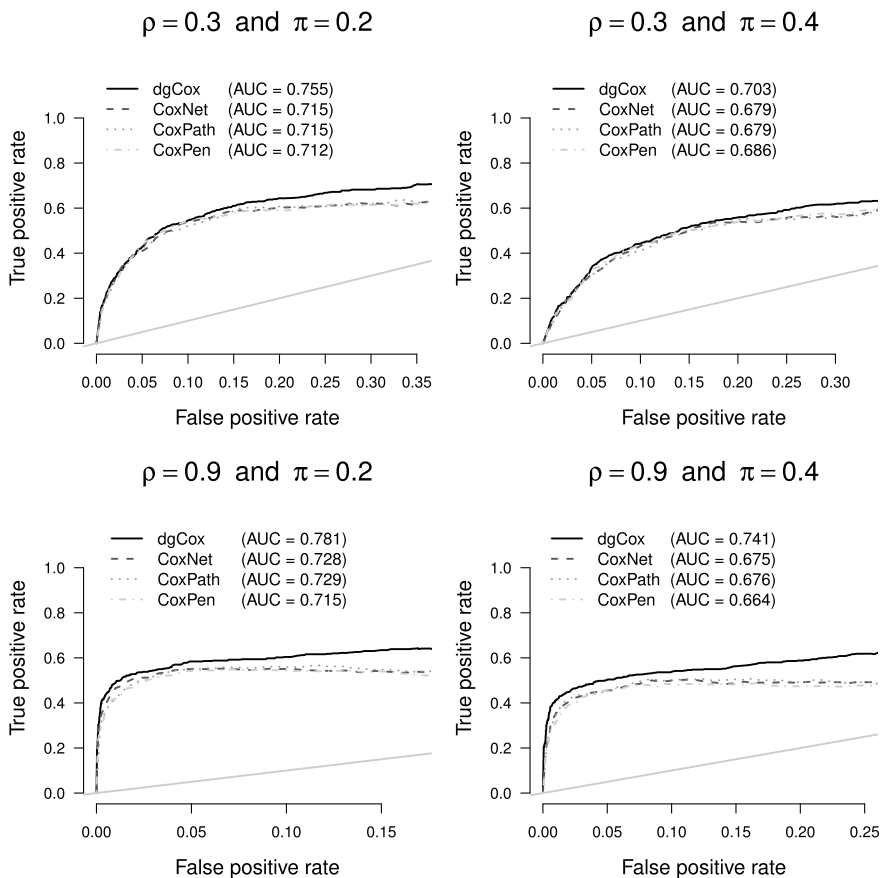 ρ = 0.3 and π = 0.2
dgCox (AUC = 0.755)
CoxNet (AUC = 0.715)
CoxPath (AUC = 0.715)
CoxPen (AUC = 0.712)
True positive rate
1.0
0.8
0.6
0.4
0.2
0.0
0.00 0.05 0.10 0.15 0.20 0.25 0.30 0.35
False positive rate
ρ = 0.3 and π = 0.4
dgCox (AUC = 0.703)
CoxNet (AUC = 0.679)
CoxPath (AUC = 0.679)
CoxPen (AUC = 0.686)
True positive rate
1.0
0.8
0.6
0.4
0.2
0.0
0.00 0.05 0.10 0.15 0.20 0.25 0.30
False positive rate
ρ = 0.9 and π = 0.2
dgCox (AUC = 0.781)
CoxNet (AUC = 0.728)
CoxPath (AUC = 0.729)
CoxPen (AUC = 0.715)
True positive rate
1.0
0.8
0.6
0.4
0.2
0.0
0.00 0.05 0.10 0.15
False positive rate
ρ = 0.9 and π = 0.4
dgCox (AUC = 0.741)
CoxNet (AUC = 0.675)
CoxPath (AUC = 0.676)
CoxPen (AUC = 0.664)
True positive rate
1.0
0.8
0.6
0.4
0.2
0.0
0.00 0.05 0.10 0.15 0.20 0.25
False positive rate